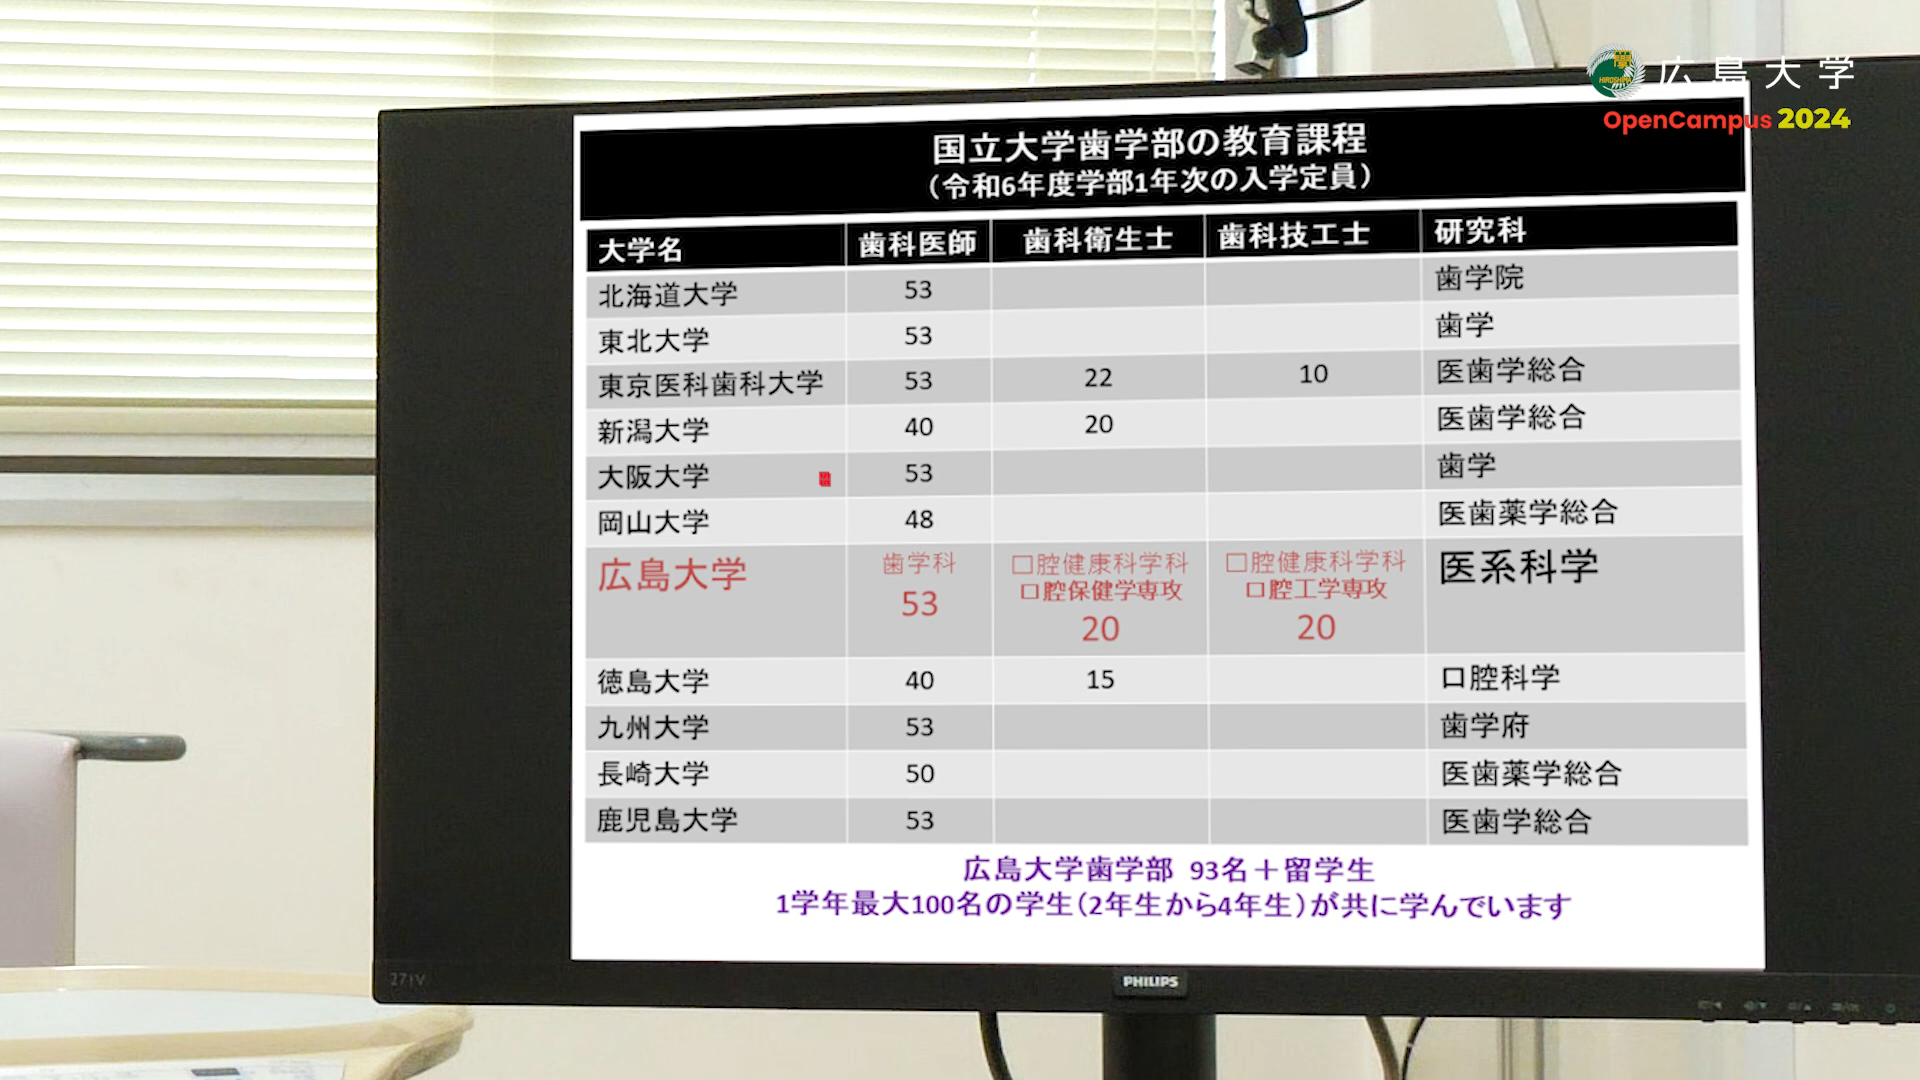 広島大学
OpenCampus 2024
国立大学歯学部の教育課程
（令和6年度学部1年次の入学定員）
大学名 歯科医師 歯科衛生士 歯科技工士 研究科
北海道大学 53 歯学院
東北大学 53 歯学
東京医科歯科大学 53 22 10 医歯学総合
新潟大学 40 20 医歯学総合
大阪大学 53 歯学
岡山大学 48 医歯薬学総合
広島大学 歯学科 53 口腔健康科学科 口腔保健学専攻 20 口腔健康科学科 口腔工学専攻 20 医系科学
徳島大学 40 15 口腔科学
九州大学 53 歯学府
長崎大学 50 医歯薬学総合
鹿児島大学 53 医歯学総合
広島大学歯学部 93名＋留学生
1学年最大100名の学生（2年生から4年生）が共に学んでいます
271V
PHILIPS